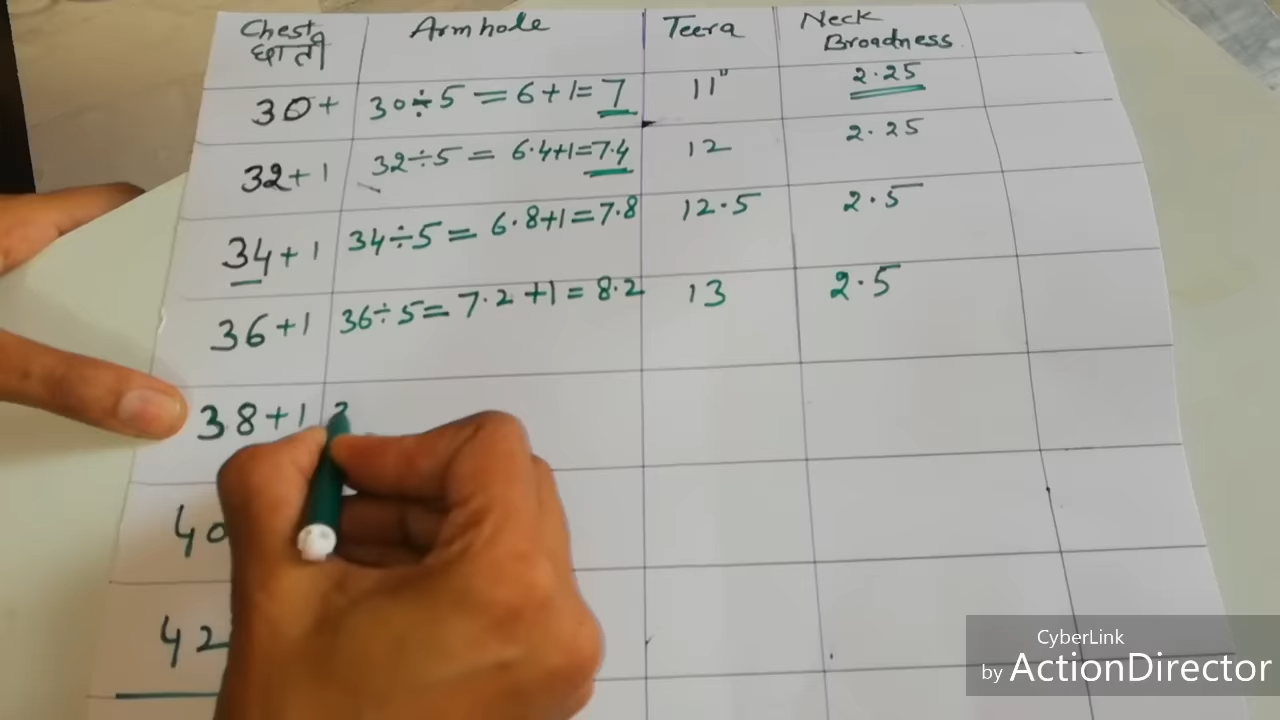 Chest Armhole Teera Neck
छाती Broadness
30+ 30÷5=6+1=7 11" 2.25
32+1 32÷5=6.4+1=7.4 12 2.25
34+1 34÷5=6.8+1=7.8 12.5 2.5
36+1 36÷5=7.2+1=8.2 13 2.5
38+1
40
42
CyberLink
by ActionDirector